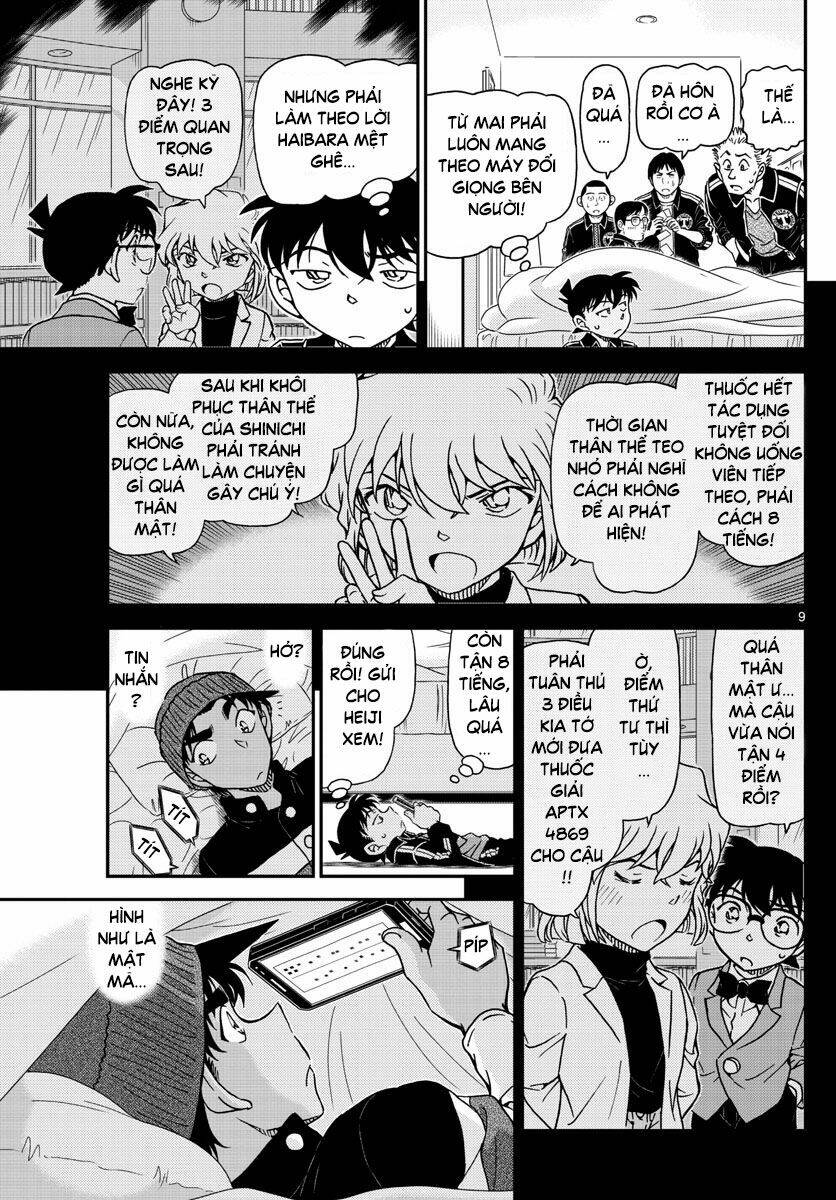 THẾ
LÀ...
ĐÃ HÔN
RỒI CƠ À
...
ĐÃ
QUÁ
...
TỪ MAI PHẢI
LUÔN MANG
THEO MÁY ĐỔI
GIỌNG BÊN
NGƯỜI!
NHƯNG PHẢI
LÀM THEO LỜI
HAIBARA MỆT
GHÊ...
NGHE KỸ
ĐÂY! 3
ĐIỂM QUAN
TRỌNG
SAU!
THUỐC HẾT
TÁC DỤNG
TUYỆT ĐỐI
KHÔNG UỐNG
VIÊN TIẾP
THEO, PHẢI
CÁCH 8
TIẾNG!
THỜI GIAN
THÂN THỂ TEO
NHỎ PHẢI NGHĨ
CÁCH KHÔNG
ĐỂ AI PHÁT
HIỆN!
SAU KHI KHÔI
PHỤC THÂN THỂ
CỦA SHINICHI
PHẢI TRÁNH
LÀM CHUYỆN
GÂY CHÚ Ý!
CÒN NỮA,
KHÔNG
ĐƯỢC LÀM
GÌ QUÁ
THÂN
MẬT!
9
QUÁ
THÂN
MẬT Ư...
MÀ CẬU
VỪA NÓI
TẬN 4
ĐIỂM
RỒI?
Ờ,
ĐIỂM
THỨ
TƯ THÌ
TÙY
...
PHẢI
TUÂN THỦ
3 ĐIỀU
KIA TỚ
MỚI ĐƯA
THUỐC
GIẢI
APTX
4869
CHO CẬU
!!
CÒN
TẬN 8
TIẾNG,
LÂU
QUÁ
...
ĐÚNG
RỒI! GỬI
CHO
HEIJI
XEM!
HỞ?
TIN
NHẮN
?
TÍT
TÍT
PÍP
HÌNH
NHƯ LÀ
MẬT
MÃ...